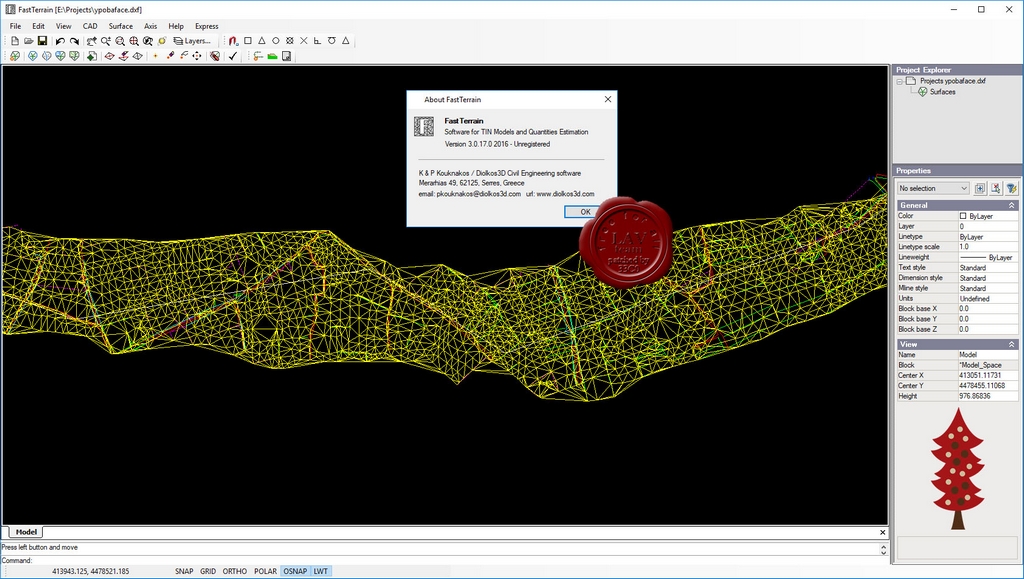 FastTerrain [E:\Projects\ypobaface.dxf]
File Edit View CAD Surface Axis Help Express
Layers...
Project Explorer
Projects ypobaface.dxf
Surfaces
About FastTerrain
FastTerrain
Software for TIN Models and Quantities Estimation
Version 3.0.17.0 2016 - Unregistered
K & P Kouknakos / Diolkos3D Civil Engineering software
Merarhias 49, 62125, Serres, Greece
email: pkouknakos@diolkos3d.com url: www.diolkos3d.com
OK
LAV
team
patched by
Properties
No selection
General
Color ByLayer
Layer 0
Linetype ByLayer
Linetype scale 1.0
Lineweight ByLayer
Text style Standard
Dimension style Standard
Mline style Standard
Units Undefined
Block base X 0.0
Block base Y 0.0
Block base Z 0.0
View
Name Model
Block *Model_Space
Center X 413051.11731
Center Y 4478455.11068
Height 976.86836
Model
Press left button and move
Command:
413943.125, 4478521.185 SNAP GRID ORTHO POLAR OSNAP LWT